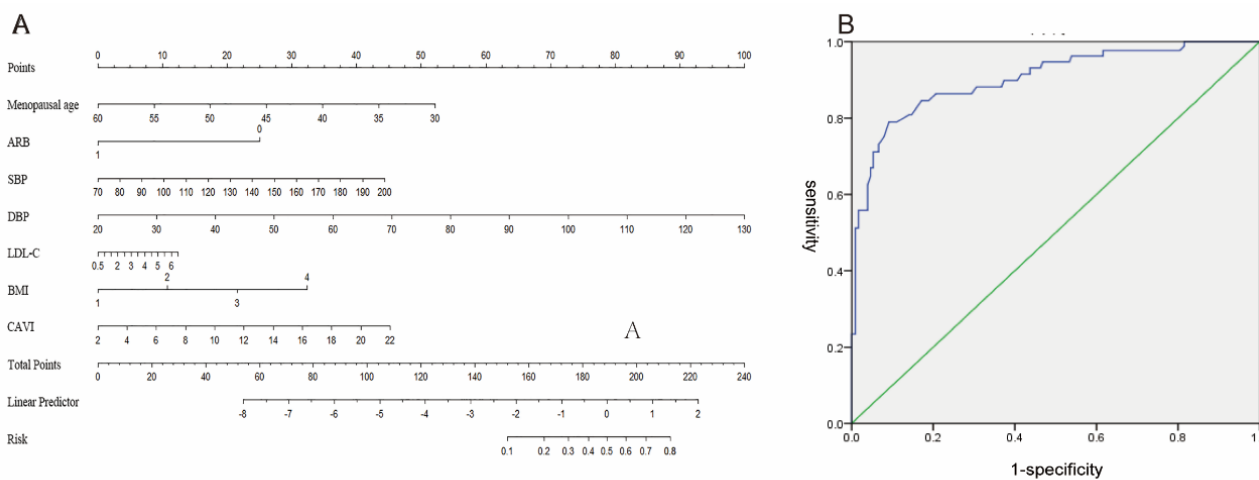 A
B
0 10 20 30 40 50 60 70 80 90 100
Points
Menopausal age
60 55 50 45 40 35 30
0
ARB
1
SBP
70 80 90 100 110 120 130 140 150 160 170 180 190 200
DBP
20 30 40 50 60 70 80 90 100 110 120 130
LDL-C
0.5 2 3 4 5 6
2 4
BMI
1 3
CAVI
2 4 6 8 10 12 14 16 18 20 22
A
Total Points
0 20 40 60 80 100 120 140 160 180 200 220 240
Linear Predictor
-8 -7 -6 -5 -4 -3 -2 -1 0 1 2
Risk
0.1 0.2 0.3 0.4 0.5 0.6 0.7 0.8
1.0
0.8
0.6
0.4
0.2
0.0
sensitivity
0.0 0.2 0.4 0.6 0.8 1
1-specificity